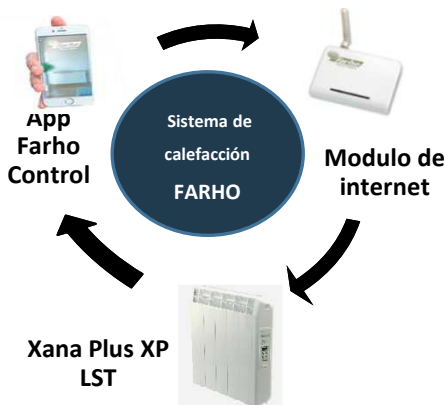 App
Farho
Control
Sistema de
calefacción
FARHO
Modulo de
internet
Xana Plus XP
LST